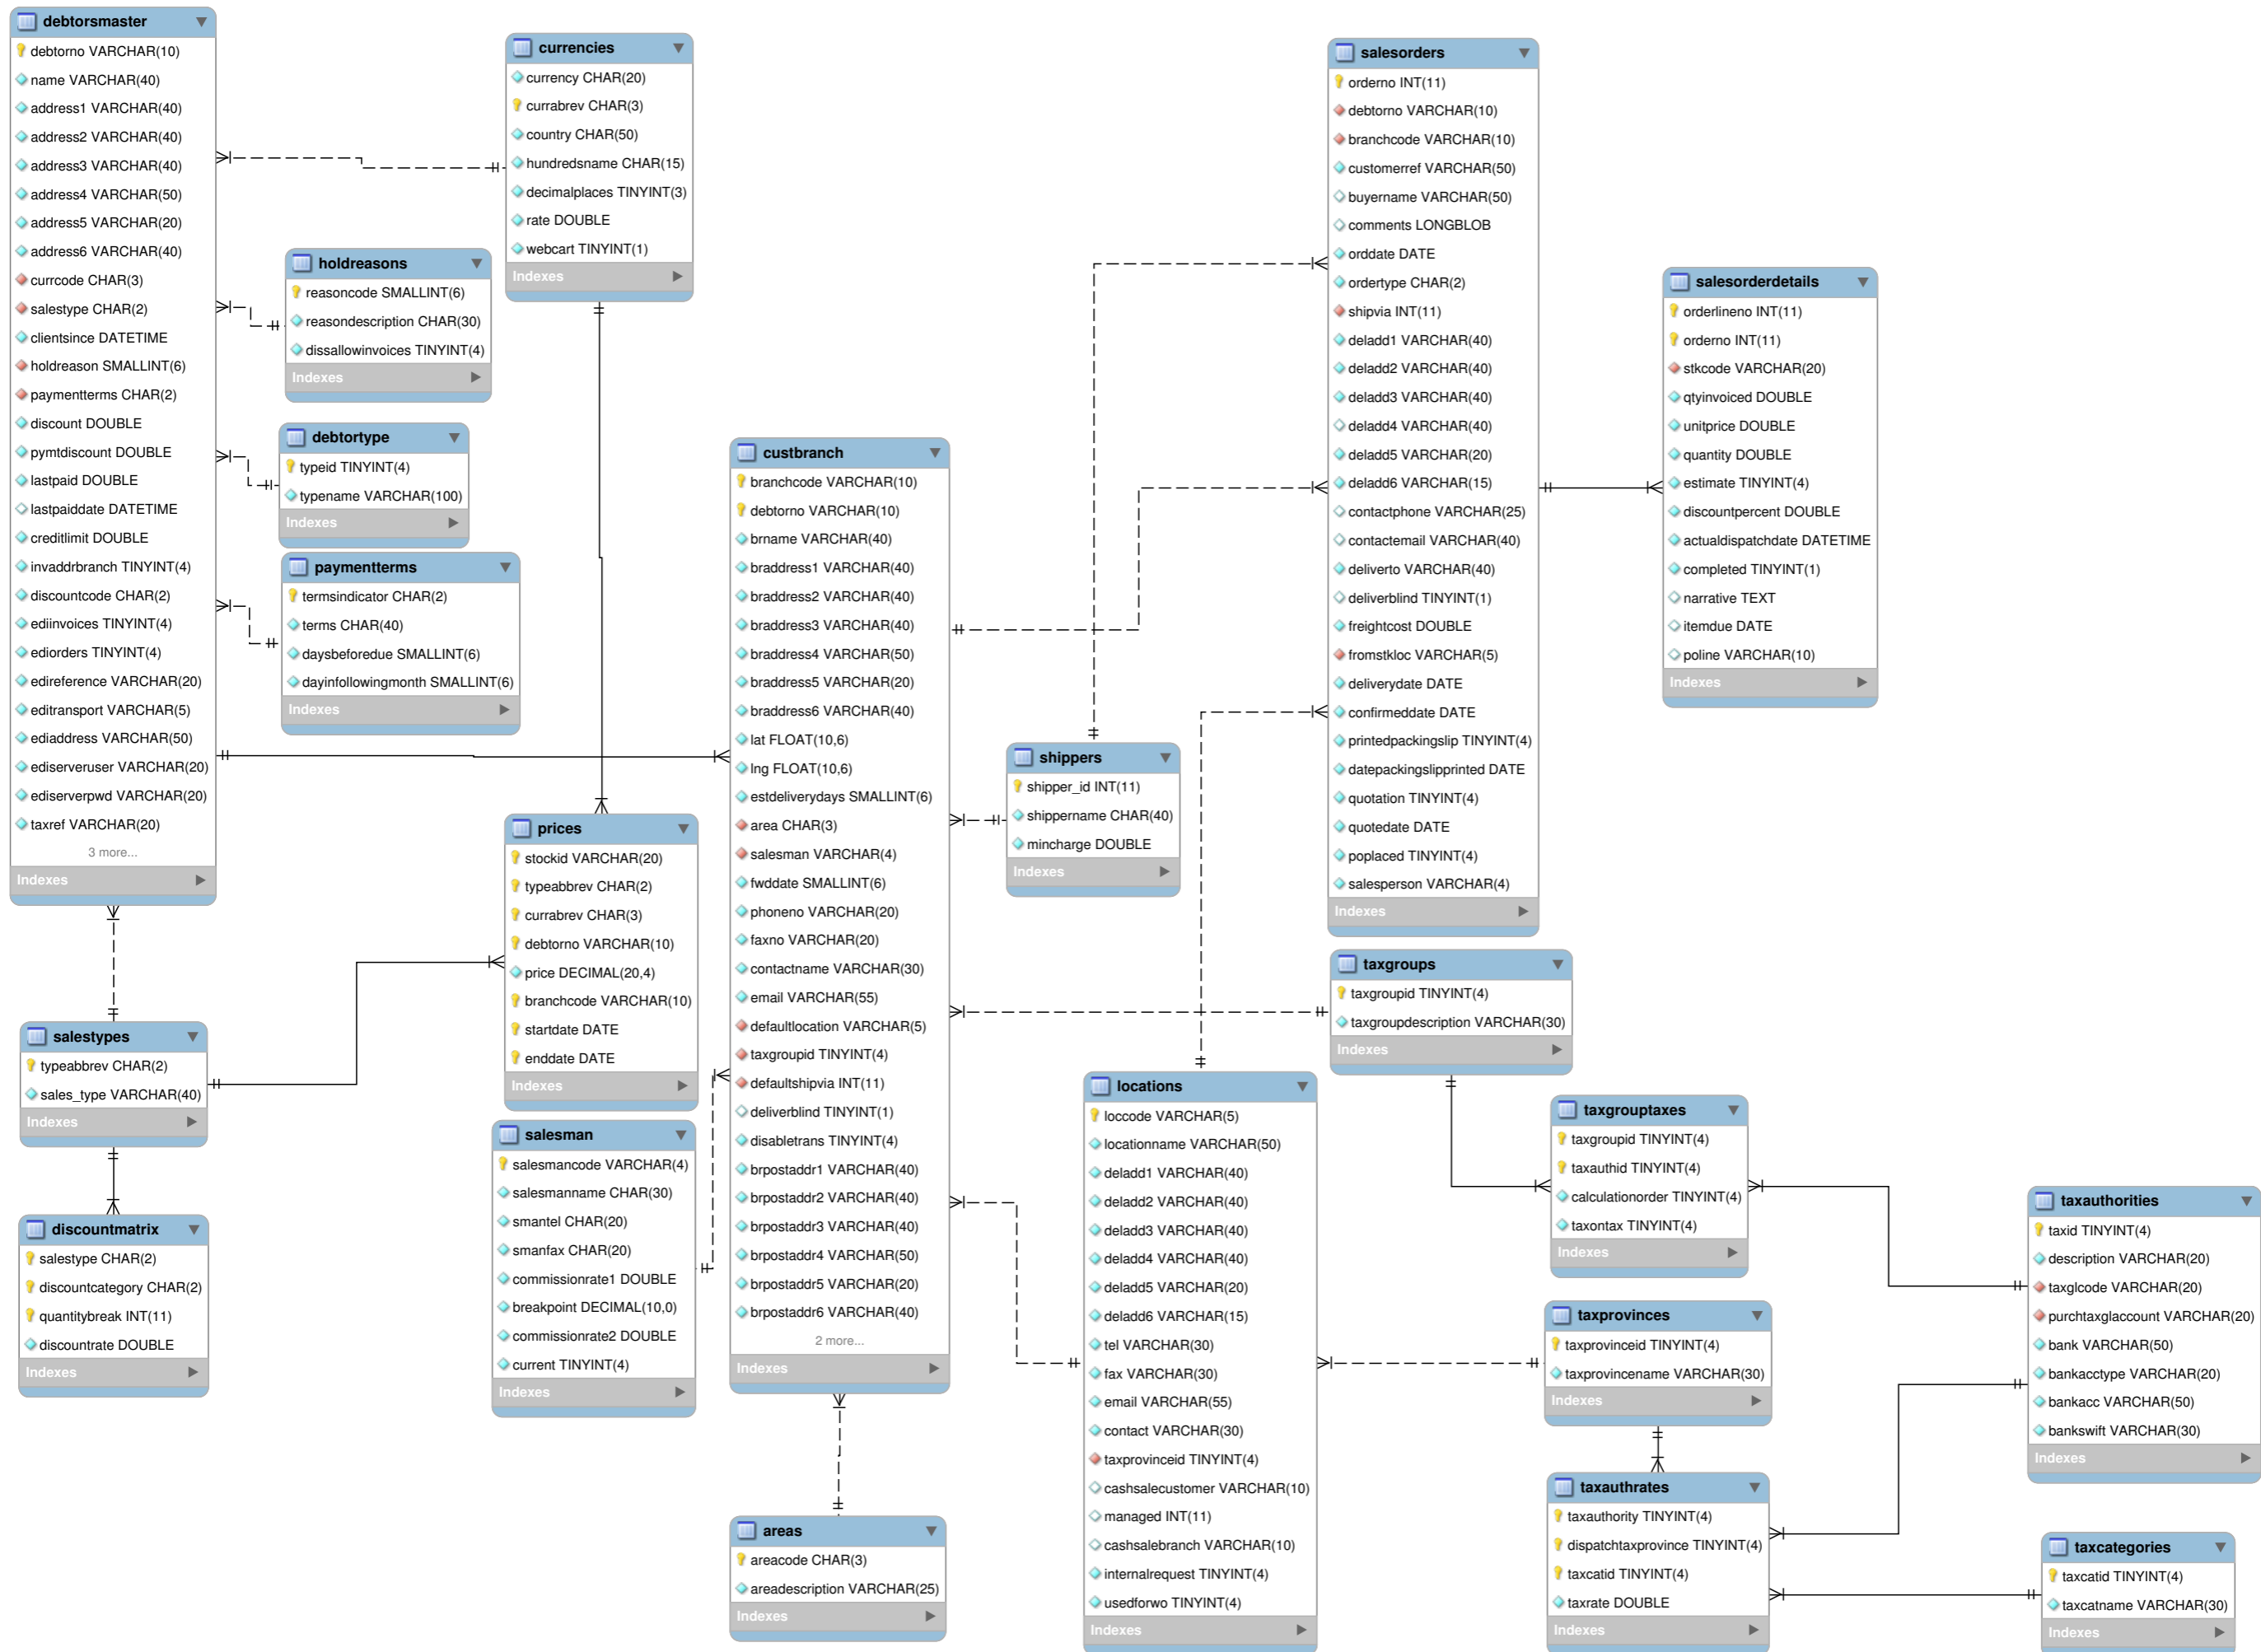 debtorsmaster
debtorno VARCHAR(10)
name VARCHAR(40)
address1 VARCHAR(40)
address2 VARCHAR(40)
address3 VARCHAR(40)
address4 VARCHAR(50)
address5 VARCHAR(20)
address6 VARCHAR(40)
currcode CHAR(3)
salestype CHAR(2)
clientsince DATETIME
holdreason SMALLINT(6)
paymentterms CHAR(2)
discount DOUBLE
pymtdiscount DOUBLE
lastpaid DOUBLE
lastpaiddate DATETIME
creditlimit DOUBLE
invaddrbranch TINYINT(4)
discountcode CHAR(2)
ediinvoices TINYINT(4)
ediorders TINYINT(4)
edireference VARCHAR(20)
editransport VARCHAR(5)
ediaddress VARCHAR(50)
ediserveruser VARCHAR(20)
ediserverpwd VARCHAR(20)
taxref VARCHAR(20)
3 more...
Indexes
currencies
currency CHAR(20)
currabrev CHAR(3)
country CHAR(50)
hundredsname CHAR(15)
decimalplaces TINYINT(3)
rate DOUBLE
webcart TINYINT(1)
Indexes
holdreasons
reasoncode SMALLINT(6)
reasondescription CHAR(30)
dissallowinvoices TINYINT(4)
Indexes
debtortype
typeid TINYINT(4)
typename VARCHAR(100)
Indexes
paymentterms
termsindicator CHAR(2)
terms CHAR(40)
daysbeforedue SMALLINT(6)
dayinfollowingmonth SMALLINT(6)
Indexes
salestypes
typeabbrev CHAR(2)
sales_type VARCHAR(40)
Indexes
discountmatrix
salestype CHAR(2)
discountcategory CHAR(2)
quantitybreak INT(11)
discountrate DOUBLE
Indexes
prices
stockid VARCHAR(20)
typeabbrev CHAR(2)
currabrev CHAR(3)
debtorno VARCHAR(10)
price DECIMAL(20,4)
branchcode VARCHAR(10)
startdate DATE
enddate DATE
Indexes
salesman
salesmancode VARCHAR(4)
salesmanname CHAR(30)
smantel CHAR(20)
smanfax CHAR(20)
commissionrate1 DOUBLE
breakpoint DECIMAL(10,0)
commissionrate2 DOUBLE
current TINYINT(4)
Indexes
custbranch
branchcode VARCHAR(10)
debtorno VARCHAR(10)
brname VARCHAR(40)
braddress1 VARCHAR(40)
braddress2 VARCHAR(40)
braddress3 VARCHAR(40)
braddress4 VARCHAR(50)
braddress5 VARCHAR(20)
braddress6 VARCHAR(40)
lat FLOAT(10,6)
lng FLOAT(10,6)
estdeliverydays SMALLINT(6)
area CHAR(3)
salesman VARCHAR(4)
fwddate SMALLINT(6)
phoneno VARCHAR(20)
faxno VARCHAR(20)
contactname VARCHAR(30)
email VARCHAR(55)
defaultlocation VARCHAR(5)
taxgroupid TINYINT(4)
defaultshipvia INT(11)
deliverblind TINYINT(1)
disabletrans TINYINT(4)
brpostaddr1 VARCHAR(40)
brpostaddr2 VARCHAR(40)
brpostaddr3 VARCHAR(40)
brpostaddr4 VARCHAR(50)
brpostaddr5 VARCHAR(20)
brpostaddr6 VARCHAR(40)
2 more...
Indexes
areas
areacode CHAR(3)
areadescription VARCHAR(25)
Indexes
shippers
shipper_id INT(11)
shippername CHAR(40)
mincharge DOUBLE
Indexes
salesorders
orderno INT(11)
debtorno VARCHAR(10)
branchcode VARCHAR(10)
customerref VARCHAR(50)
buyername VARCHAR(50)
comments LONGBLOB
orddate DATE
ordertype CHAR(2)
shipvia INT(11)
deladd1 VARCHAR(40)
deladd2 VARCHAR(40)
deladd3 VARCHAR(40)
deladd4 VARCHAR(40)
deladd5 VARCHAR(20)
deladd6 VARCHAR(15)
contactphone VARCHAR(25)
contactemail VARCHAR(40)
deliverto VARCHAR(40)
deliverblind TINYINT(1)
freightcost DOUBLE
fromstkloc VARCHAR(5)
deliverydate DATE
confirmeddate DATE
printedpackingslip TINYINT(4)
datepackingslipprinted DATE
quotation TINYINT(4)
quotedate DATE
poplaced TINYINT(4)
salesperson VARCHAR(4)
Indexes
salesorderdetails
orderlineno INT(11)
orderno INT(11)
stkcode VARCHAR(20)
qtyinvoiced DOUBLE
unitprice DOUBLE
quantity DOUBLE
estimate TINYINT(4)
discountpercent DOUBLE
actualdispatchdate DATETIME
completed TINYINT(1)
narrative TEXT
itemdue DATE
poline VARCHAR(10)
Indexes
taxgroups
taxgroupid TINYINT(4)
taxgroupdescription VARCHAR(30)
Indexes
locations
loccode VARCHAR(5)
locationname VARCHAR(50)
deladd1 VARCHAR(40)
deladd2 VARCHAR(40)
deladd3 VARCHAR(40)
deladd4 VARCHAR(40)
deladd5 VARCHAR(20)
deladd6 VARCHAR(15)
tel VARCHAR(30)
fax VARCHAR(30)
email VARCHAR(55)
contact VARCHAR(30)
taxprovinceid TINYINT(4)
cashsalecustomer VARCHAR(10)
managed INT(11)
cashsalebranch VARCHAR(10)
internalrequest TINYINT(4)
usedforwo TINYINT(4)
Indexes
taxgrouptaxes
taxgroupid TINYINT(4)
taxauthid TINYINT(4)
calculationorder TINYINT(4)
taxontax TINYINT(4)
Indexes
taxprovinces
taxprovinceid TINYINT(4)
taxprovincename VARCHAR(30)
Indexes
taxauthrates
taxauthority TINYINT(4)
dispatchtaxprovince TINYINT(4)
taxcatid TINYINT(4)
taxrate DOUBLE
Indexes
taxauthorities
taxid TINYINT(4)
description VARCHAR(20)
taxglcode VARCHAR(20)
purchtaxglaccount VARCHAR(20)
bank VARCHAR(50)
bankacctype VARCHAR(20)
bankacc VARCHAR(50)
bankswift VARCHAR(30)
Indexes
taxcategories
taxcatid TINYINT(4)
taxcatname VARCHAR(30)
Indexes